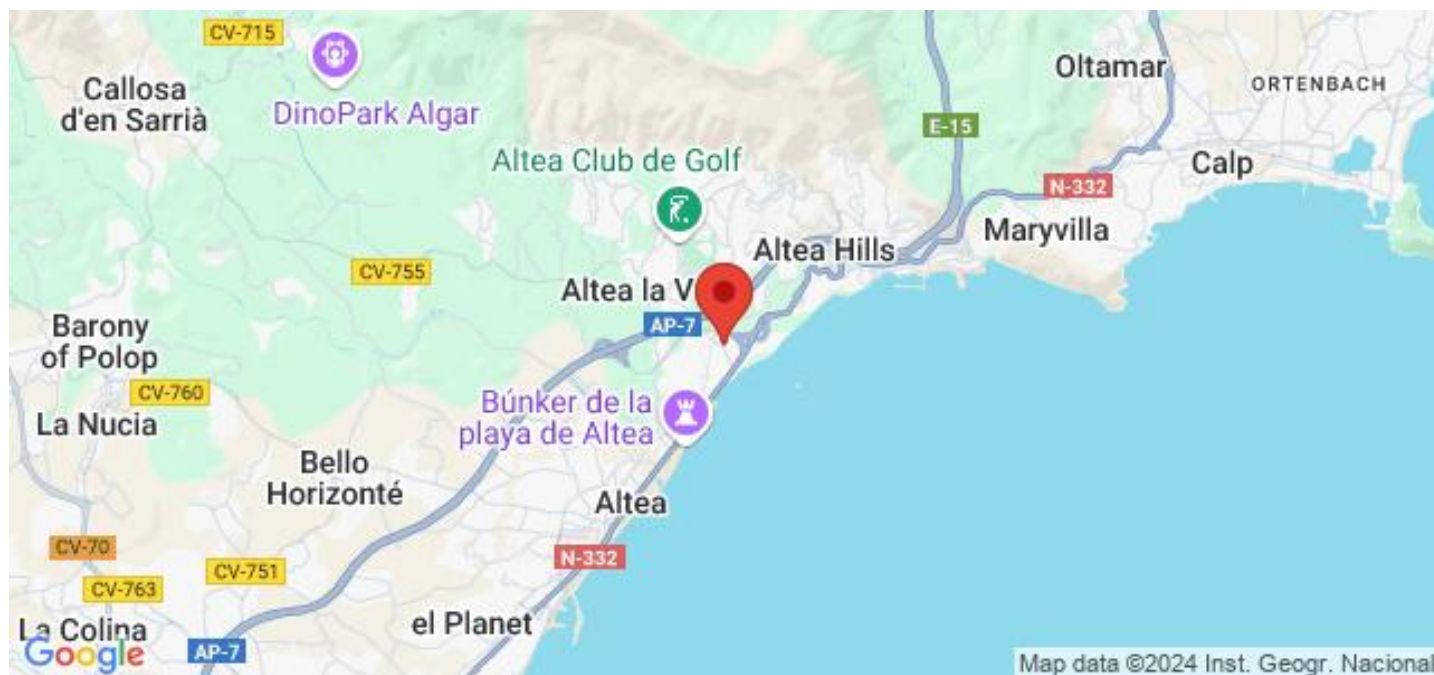 CV-715
Oltamar
Callosa
d'en Sarrià
ORTENBACH
DinoPark Algar
E-15
Altea Club de Golf
Calp
N-332
Maryvilla
Altea Hills
CV-755
Altea la V
AP-7
Barony
of Polop
CV-760
Búnker de la
playa de Altea
La Nucia
Bello
Horizonté
Altea
CV-70
N-332
CV-751
CV-763
el Planet
La Colina
Google
AP-7
Map data ©2024 Inst. Geogr. Nacional